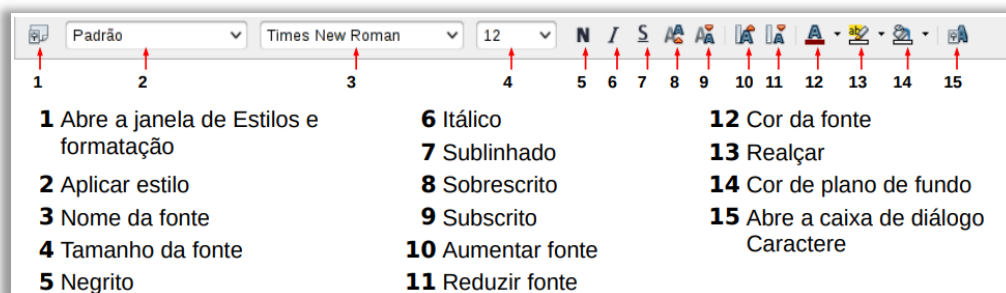 Padrão Times New Roman 12 N I S
1 2 3 4 5 6 7 8 9 10 11 12 13 14 15
1 Abre a janela de Estilos e
formatação
2 Aplicar estilo
3 Nome da fonte
4 Tamanho da fonte
5 Negrito
6 Itálico
7 Sublinhado
8 Sobrescrito
9 Subscrito
10 Aumentar fonte
11 Reduzir fonte
12 Cor da fonte
13 Realçar
14 Cor de plano de fundo
15 Abre a caixa de diálogo
Caractere